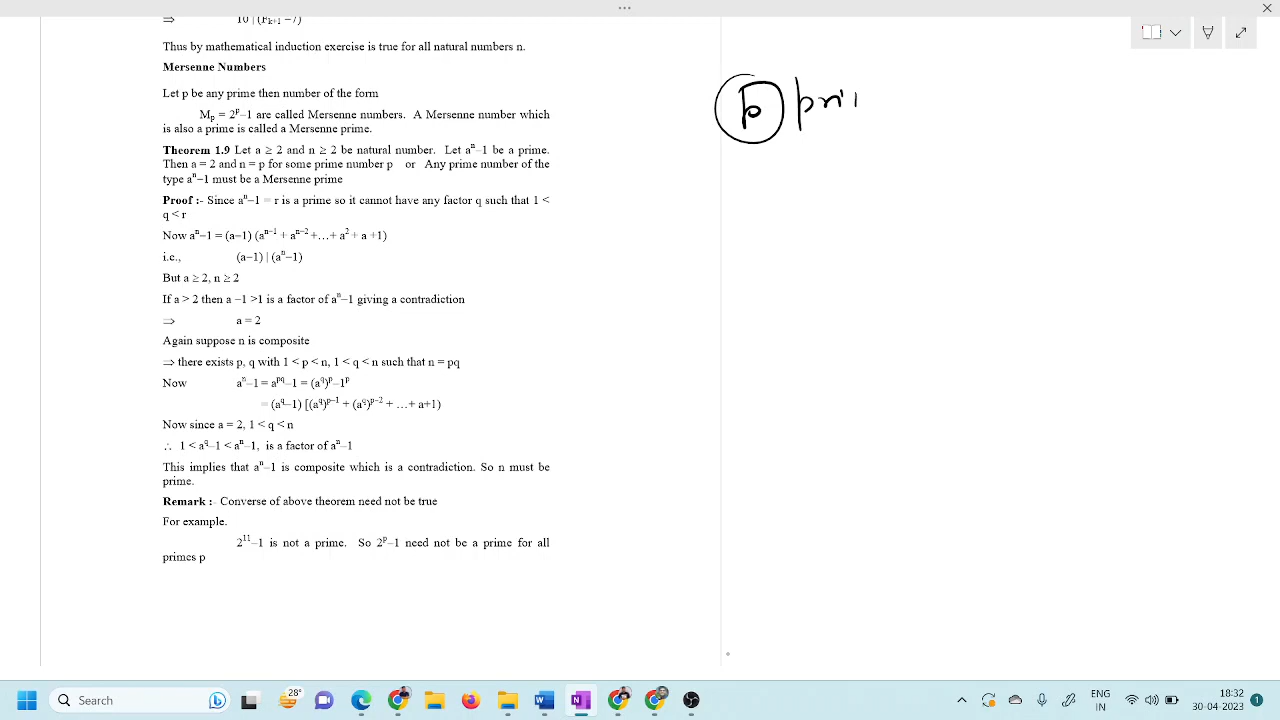 ⇒ 10 | (F_{k+1} –7)
Thus by mathematical induction exercise is true for all natural numbers n.
Mersenne Numbers
Let p be any prime then number of the form
M_p = 2^p–1 are called Mersenne numbers. A Mersenne number which
is also a prime is called a Mersenne prime.
Theorem 1.9 Let a ≥ 2 and n ≥ 2 be natural number. Let a^n–1 be a prime.
Then a = 2 and n = p for some prime number p or Any prime number of the
type a^n–1 must be a Mersenne prime
Proof :- Since a^n–1 = r is a prime so it cannot have any factor q such that 1 <
q < r
Now a^n–1 = (a–1) (a^{n–1} + a^{n–2} +…+ a^2 + a +1)
i.e., (a–1) | (a^n–1)
But a ≥ 2, n ≥ 2
If a > 2 then a –1 >1 is a factor of a^n–1 giving a contradiction
⇒ a = 2
Again suppose n is composite
⇒ there exists p, q with 1 < p < n, 1 < q < n such that n = pq
Now a^n–1 = a^{pq}–1 = (a^q)^p–1^p
= (a^q–1) [(a^q)^{p–1} + (a^q)^{p–2} + …+ a+1)
Now since a = 2, 1 < q < n
∴ 1 < a^q–1 < a^n–1, is a factor of a^n–1
This implies that a^n–1 is composite which is a contradiction. So n must be
prime.
Remark :- Converse of above theorem need not be true
For example.
2^{11}–1 is not a prime. So 2^p–1 need not be a prime for all
primes p
p
Search
28°
ENG
IN
18:32
30-04-2023
1